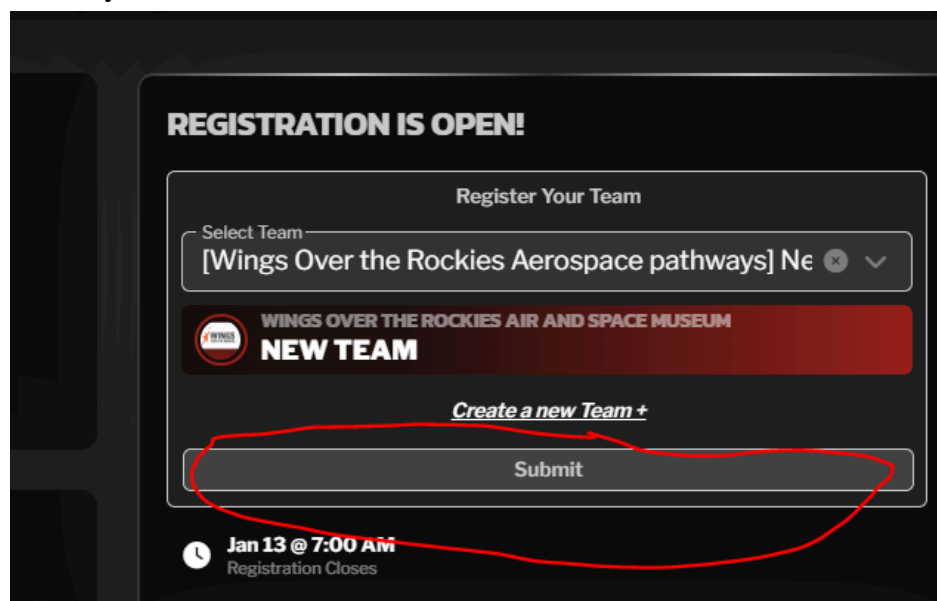 REGISTRATION IS OPEN!
Register Your Team
Select Team
[Wings Over the Rockies Aerospace pathways] Ne
WINGS
WINGS OVER THE ROCKIES AIR AND SPACE MUSEUM
NEW TEAM
Create a new Team +
Submit
Jan 13 @ 7:00 AM
Registration Closes